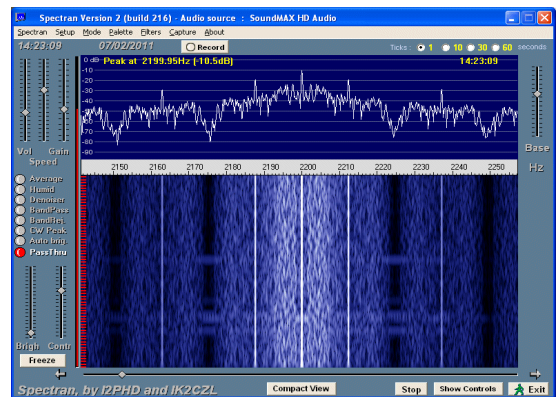 Spectran Version 2 (build 216) - Audio source : SoundMAX HD Audio
Spectran Setup Mode Palette Filters Capture About
14:23:09 07/02/2011 Record Ticks : 1 10 30 60 seconds
0 dB Peak at 2199.95Hz (-10.5dB) 14:23:09
-10
-20
-30
-40
-50
-60
-70
-80
-90
Vol Gain
Speed
Base
2150 2160 2170 2180 2190 2200 2210 2220 2230 2240 2250 Hz
Average
Humid
Denoiser
BandPass
BandRej.
CW Peak
Auto brig.
PassThru
Brigh Contr
Freeze
Spectran, by I2PHD and IK2CZL Compact View Stop Show Controls Exit